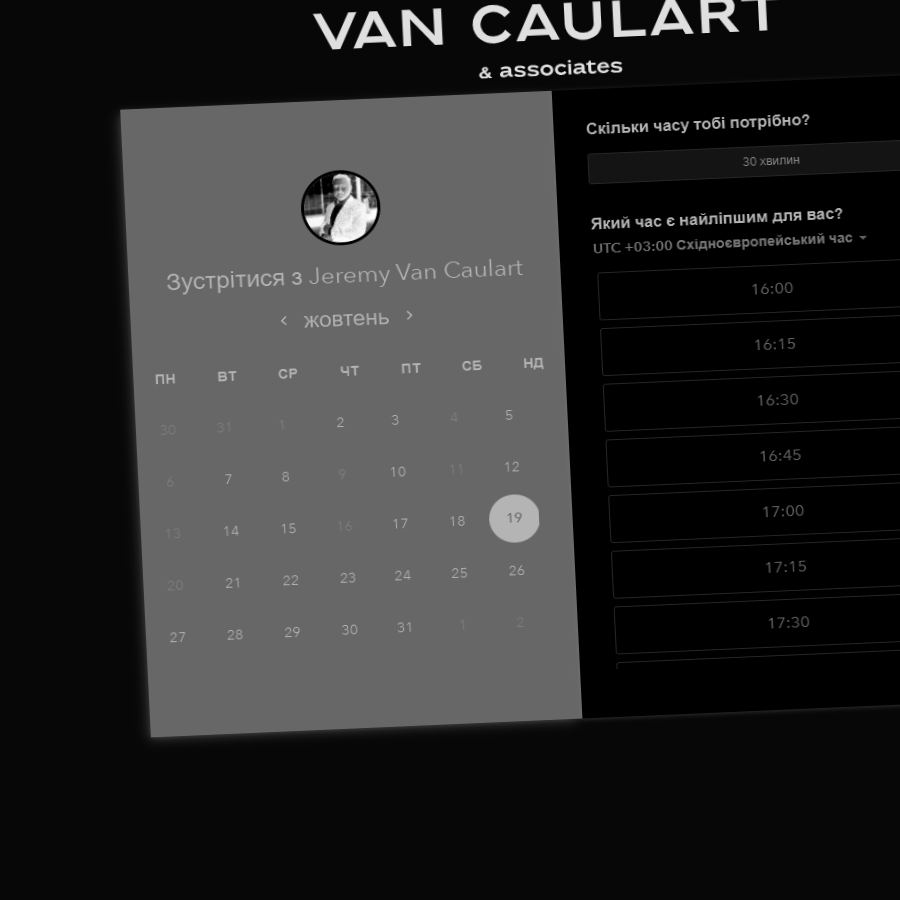 VAN CAULART
& associates
Зустрітися з Jeremy Van Caulart
жовтень
ПН ВТ СР ЧТ ПТ СБ НД
30 31 1 2 3 4 5
6 7 8 9 10 11 12
13 14 15 16 17 18 19
20 21 22 23 24 25 26
27 28 29 30 31 1 2
Скільки часу тобі потрібно?
30 хвилин
Який час є найліпшим для вас?
UTC +03:00 Східноєвропейський час
16:00
16:15
16:30
16:45
17:00
17:15
17:30